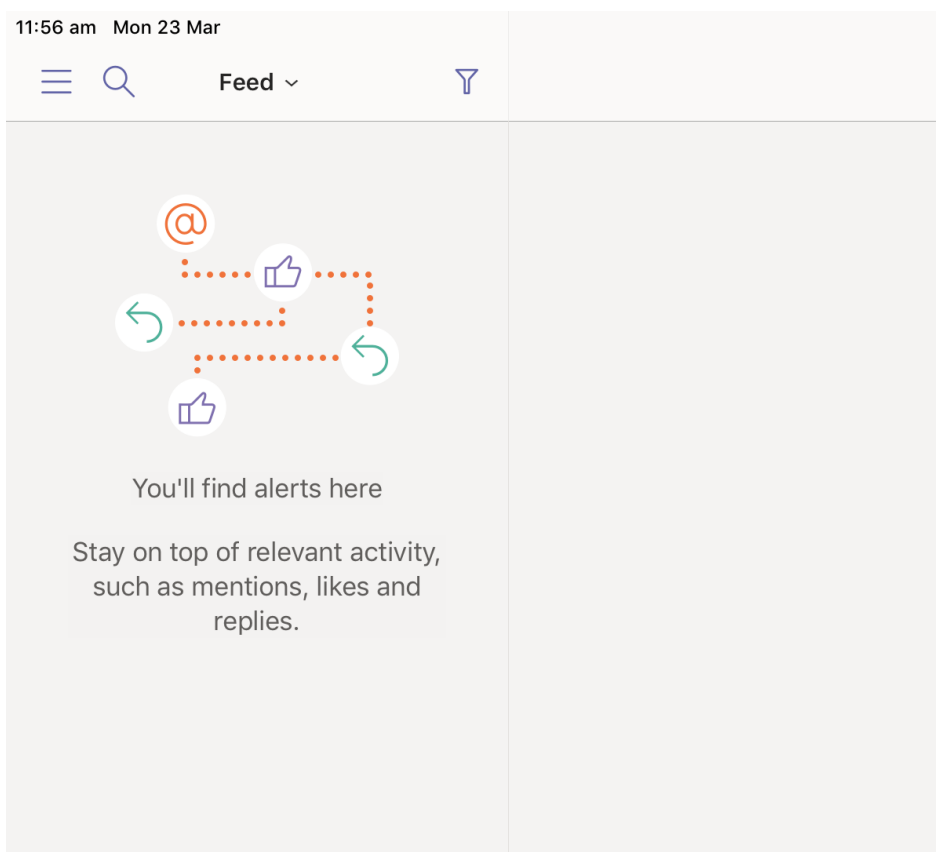 11:56 am Mon 23 Mar
Feed
@
You'll find alerts here
Stay on top of relevant activity,
such as mentions, likes and
replies.